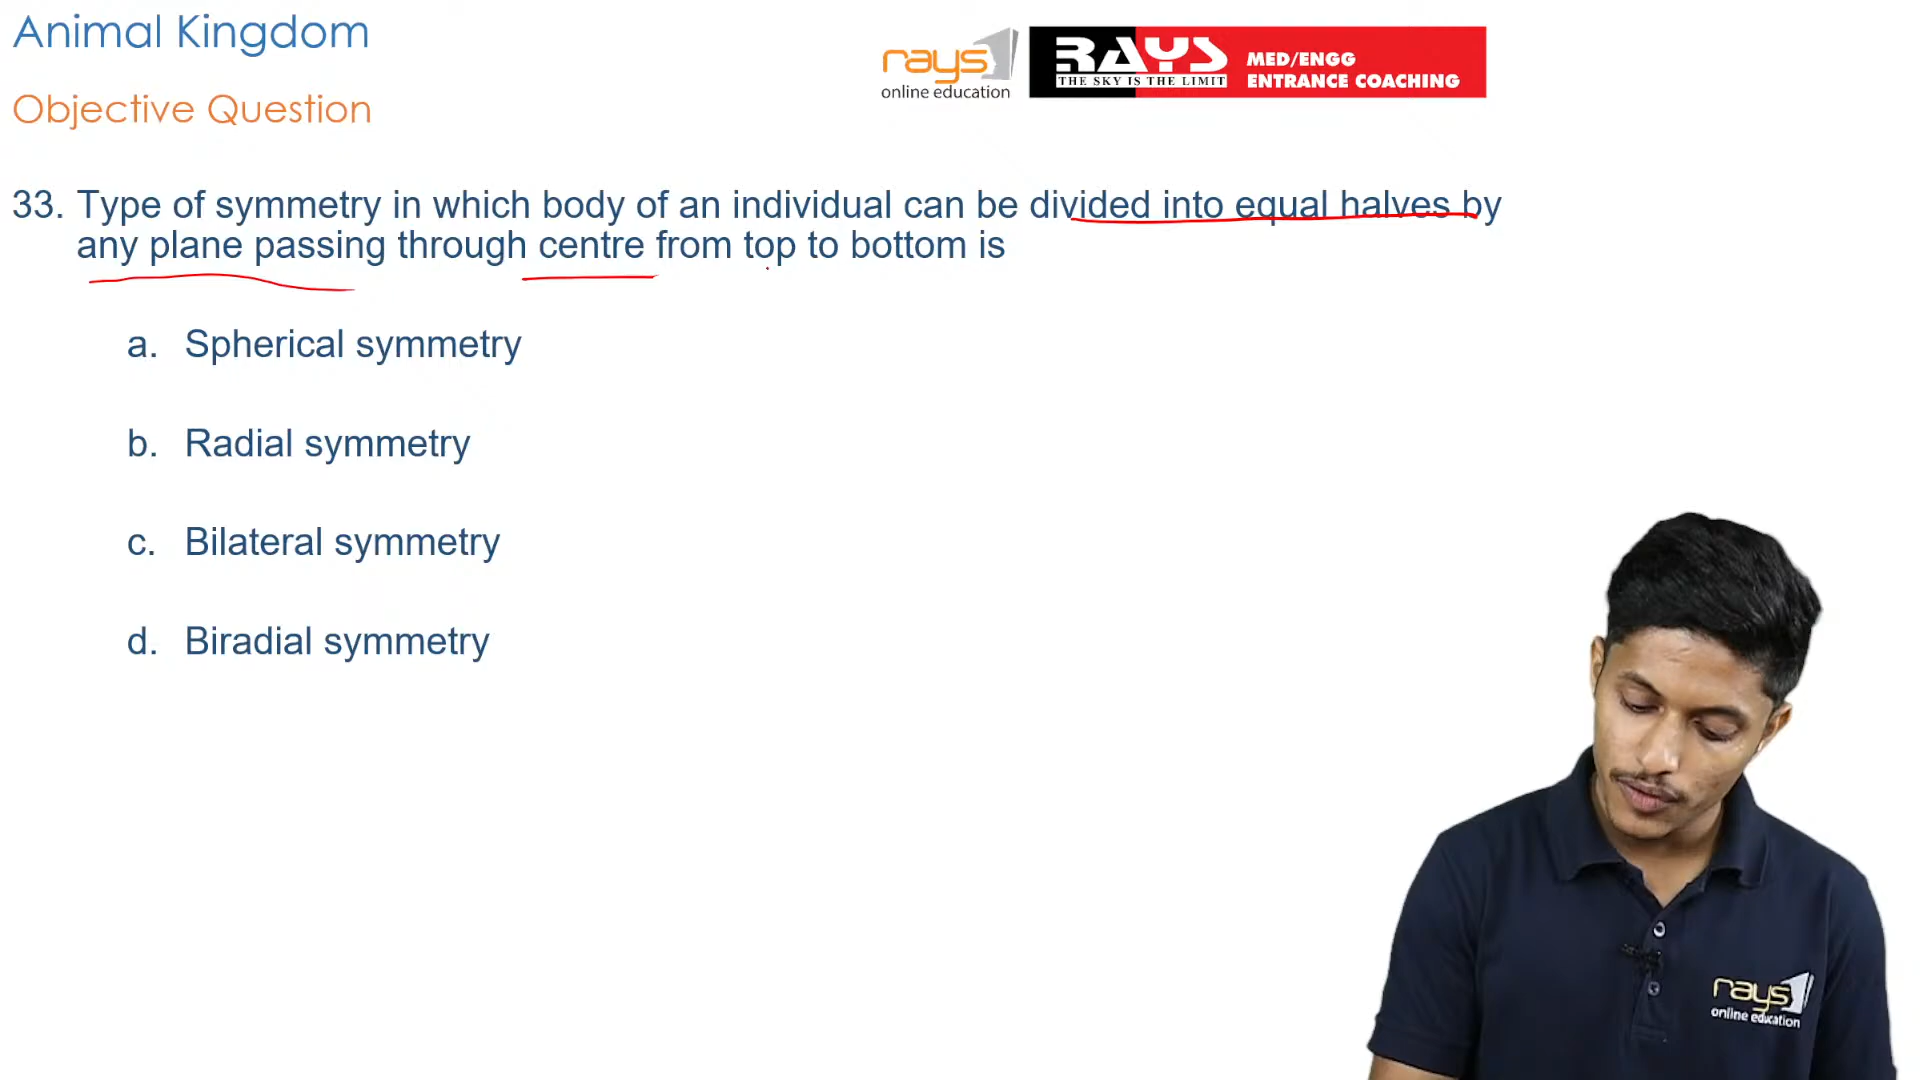 Animal Kingdom
rays
online education
RAYS
THE SKY IS THE LIMIT
MED/ENGG
ENTRANCE COACHING
Objective Question
33. Type of symmetry in which body of an individual can be divided into equal halves by
any plane passing through centre from top to bottom is
a. Spherical symmetry
b. Radial symmetry
c. Bilateral symmetry
d. Biradial symmetry
rays
online education